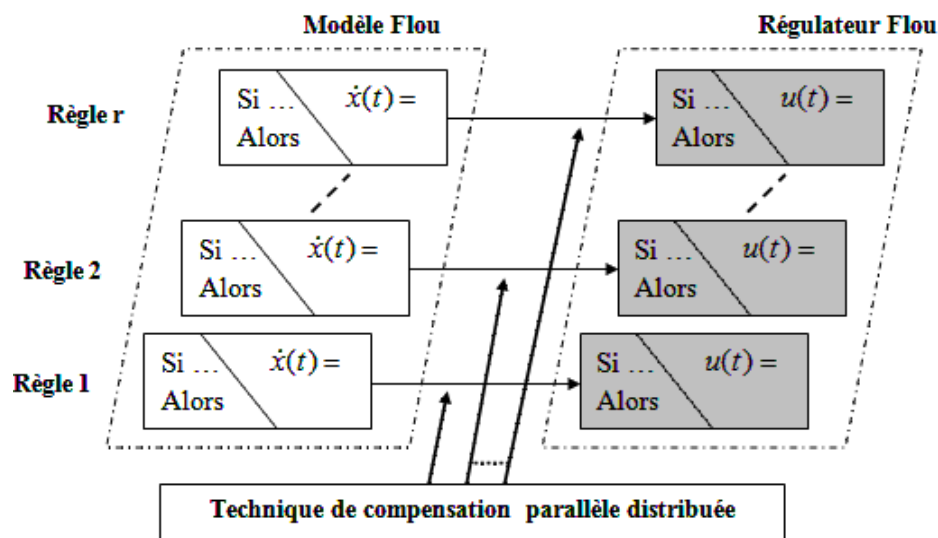 Modèle Flou
Régulateur Flou
Règle r
Si ... ẋ(t) =
Alors
Si ... u(t) =
Alors
Règle 2
Si ... ẋ(t) =
Alors
Si ... u(t) =
Alors
Règle 1
Si ... ẋ(t) =
Alors
Si ... u(t) =
Alors
Technique de compensation parallèle distribuée